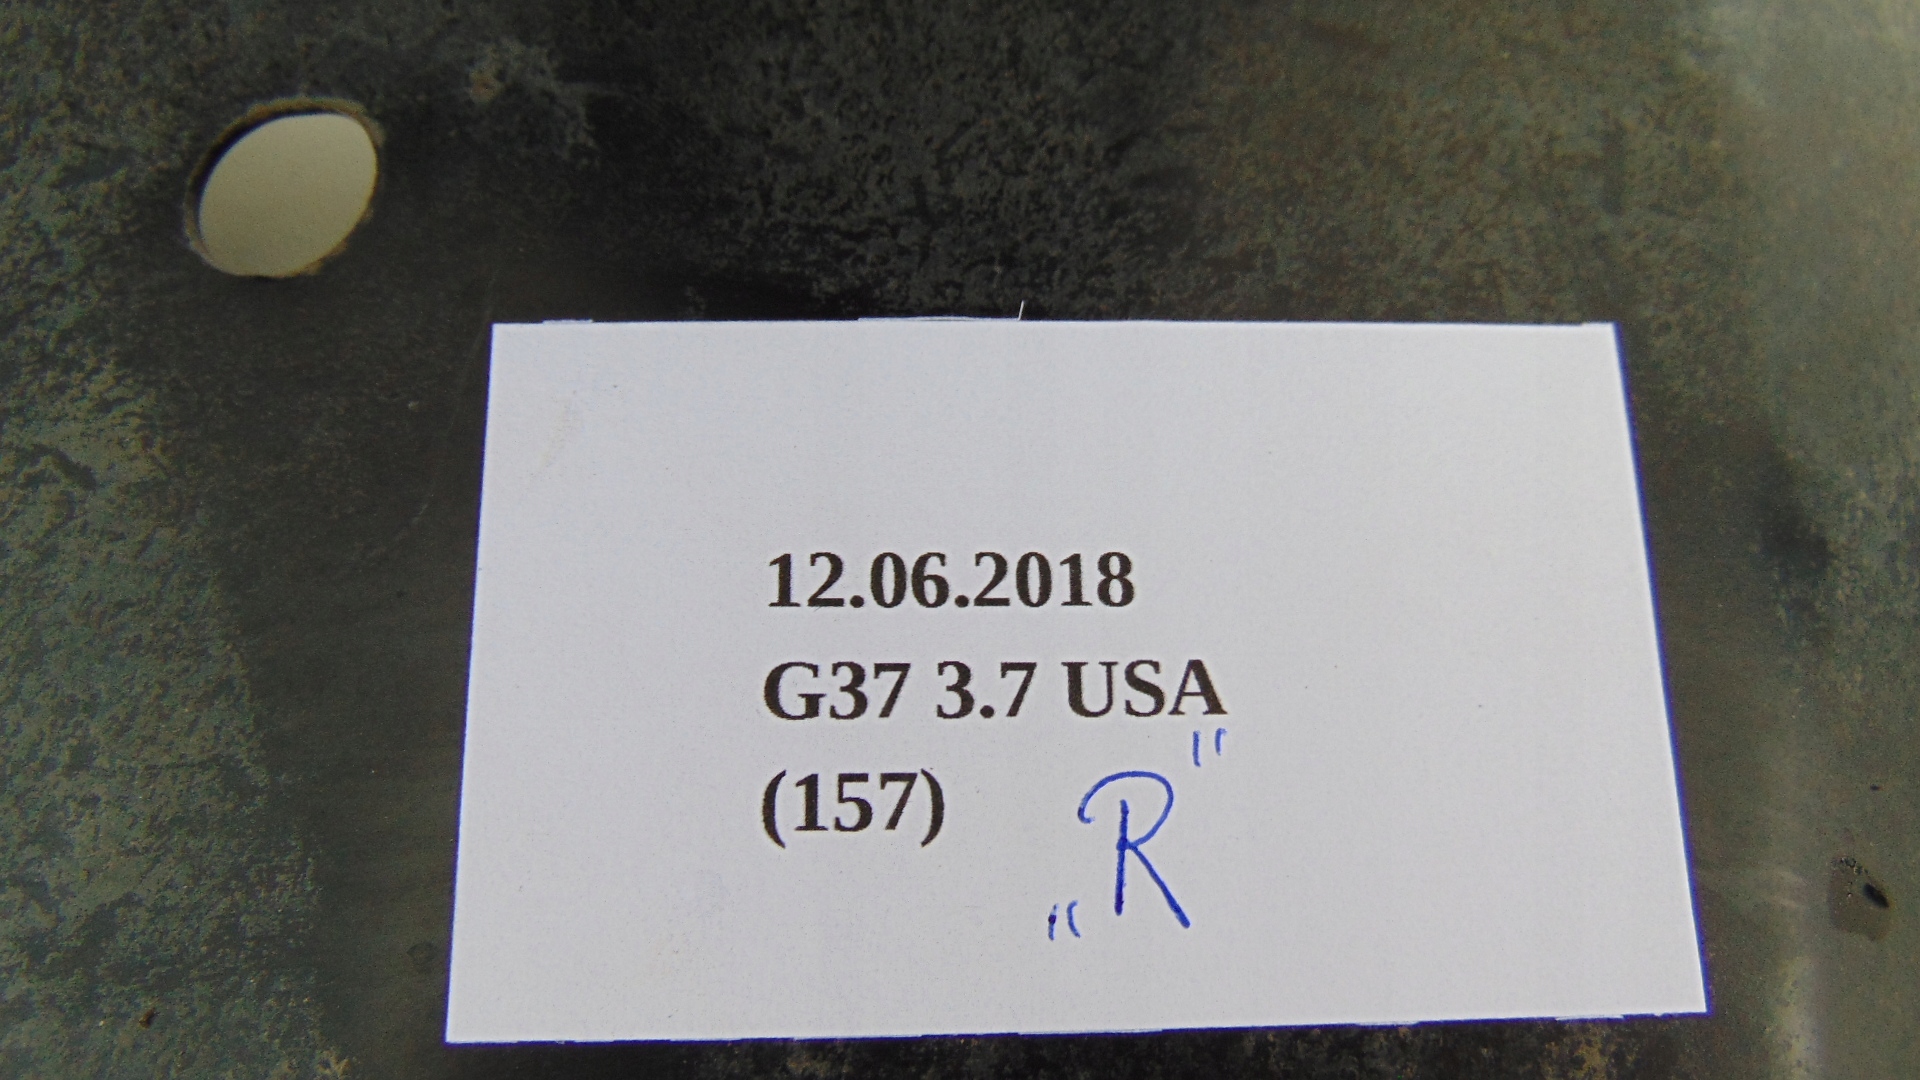 12.06.2018
G37 3.7 USA
(157) „R"